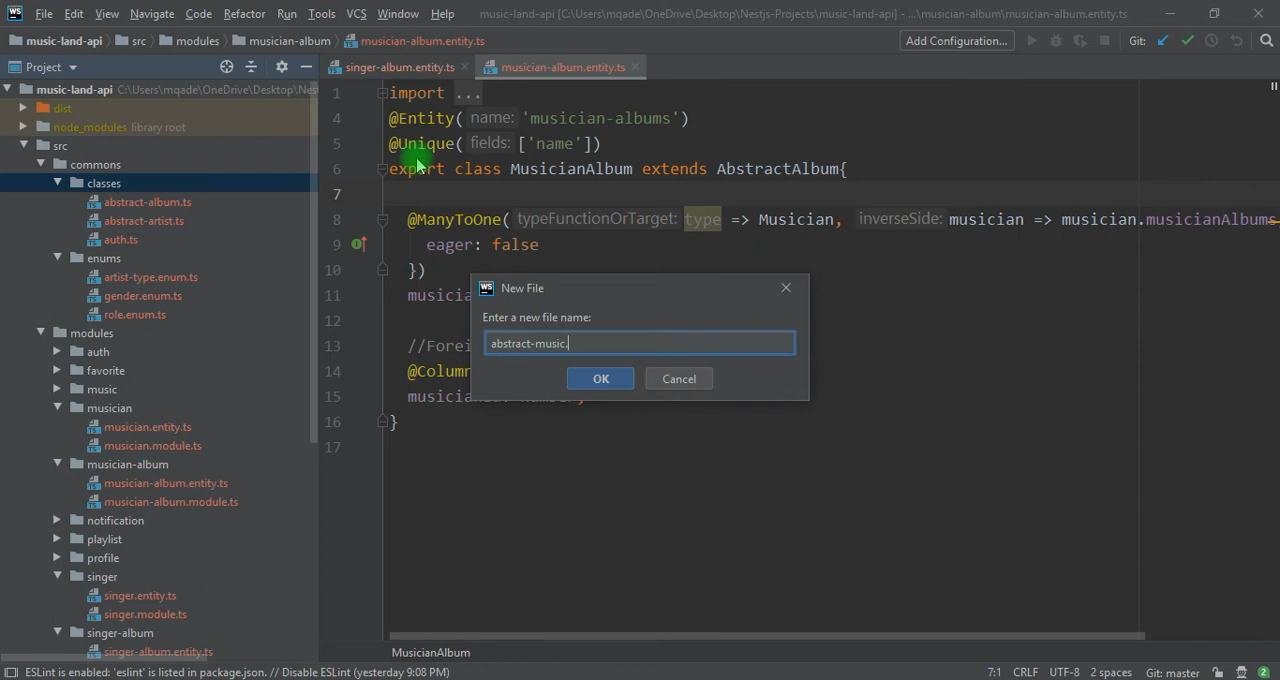 WS File Edit View Navigate Code Refactor Run Tools VCS Window Help music-land-api [C:\Users\mqade\OneDrive\Desktop\Nestjs-Projects\music-land-api] - ...\musician-album\musician-album.entity.ts
music-land-api src modules musician-album musician-album.entity.ts Add Configuration... Git:
Project singer-album.entity.ts musician-album.entity.ts
music-land-api C:\Users\mqade\OneDrive\Desktop\Nest
dist
node_modules library root
src
commons
classes
abstract-album.ts
abstract-artist.ts
auth.ts
enums
artist-type.enum.ts
gender.enum.ts
role.enum.ts
modules
auth
favorite
music
musician
musician.entity.ts
musician.module.ts
musician-album
musician-album.entity.ts
musician-album.module.ts
notification
playlist
profile
singer
singer.entity.ts
singer.module.ts
singer-album
singer-album.entity.ts
1 import ...
4 @Entity( name: 'musician-albums')
5 @Unique( fields: ['name'])
6 export class MusicianAlbum extends AbstractAlbum{
7
8 @ManyToOne( typeFunctionOrTarget: type => Musician, inverseSide: musician => musician.musicianAlbums
9 eager: false
10 })
11 musicia
12
13 //Forei
14 @Column
15
16 }
17
WS New File
Enter a new file name:
abstract-music.
OK Cancel
MusicianAlbum
ESLint is enabled: 'eslint' is listed in package.json. // Disable ESLint (yesterday 9:08 PM) 7:1 CRLF UTF-8 2 spaces Git: master 2